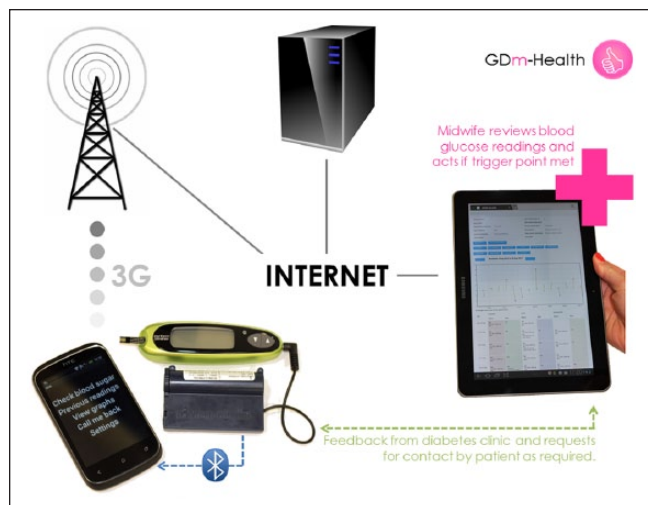 GDm-Health
Midwife reviews blood
glucose readings and
acts if trigger point met
INTERNET
3G
SAMSUNG
Check blood sugar
Previous readings
View graphs
Call me back
Settings
Feedback from diabetes clinic and requests
for contact by patient as required.